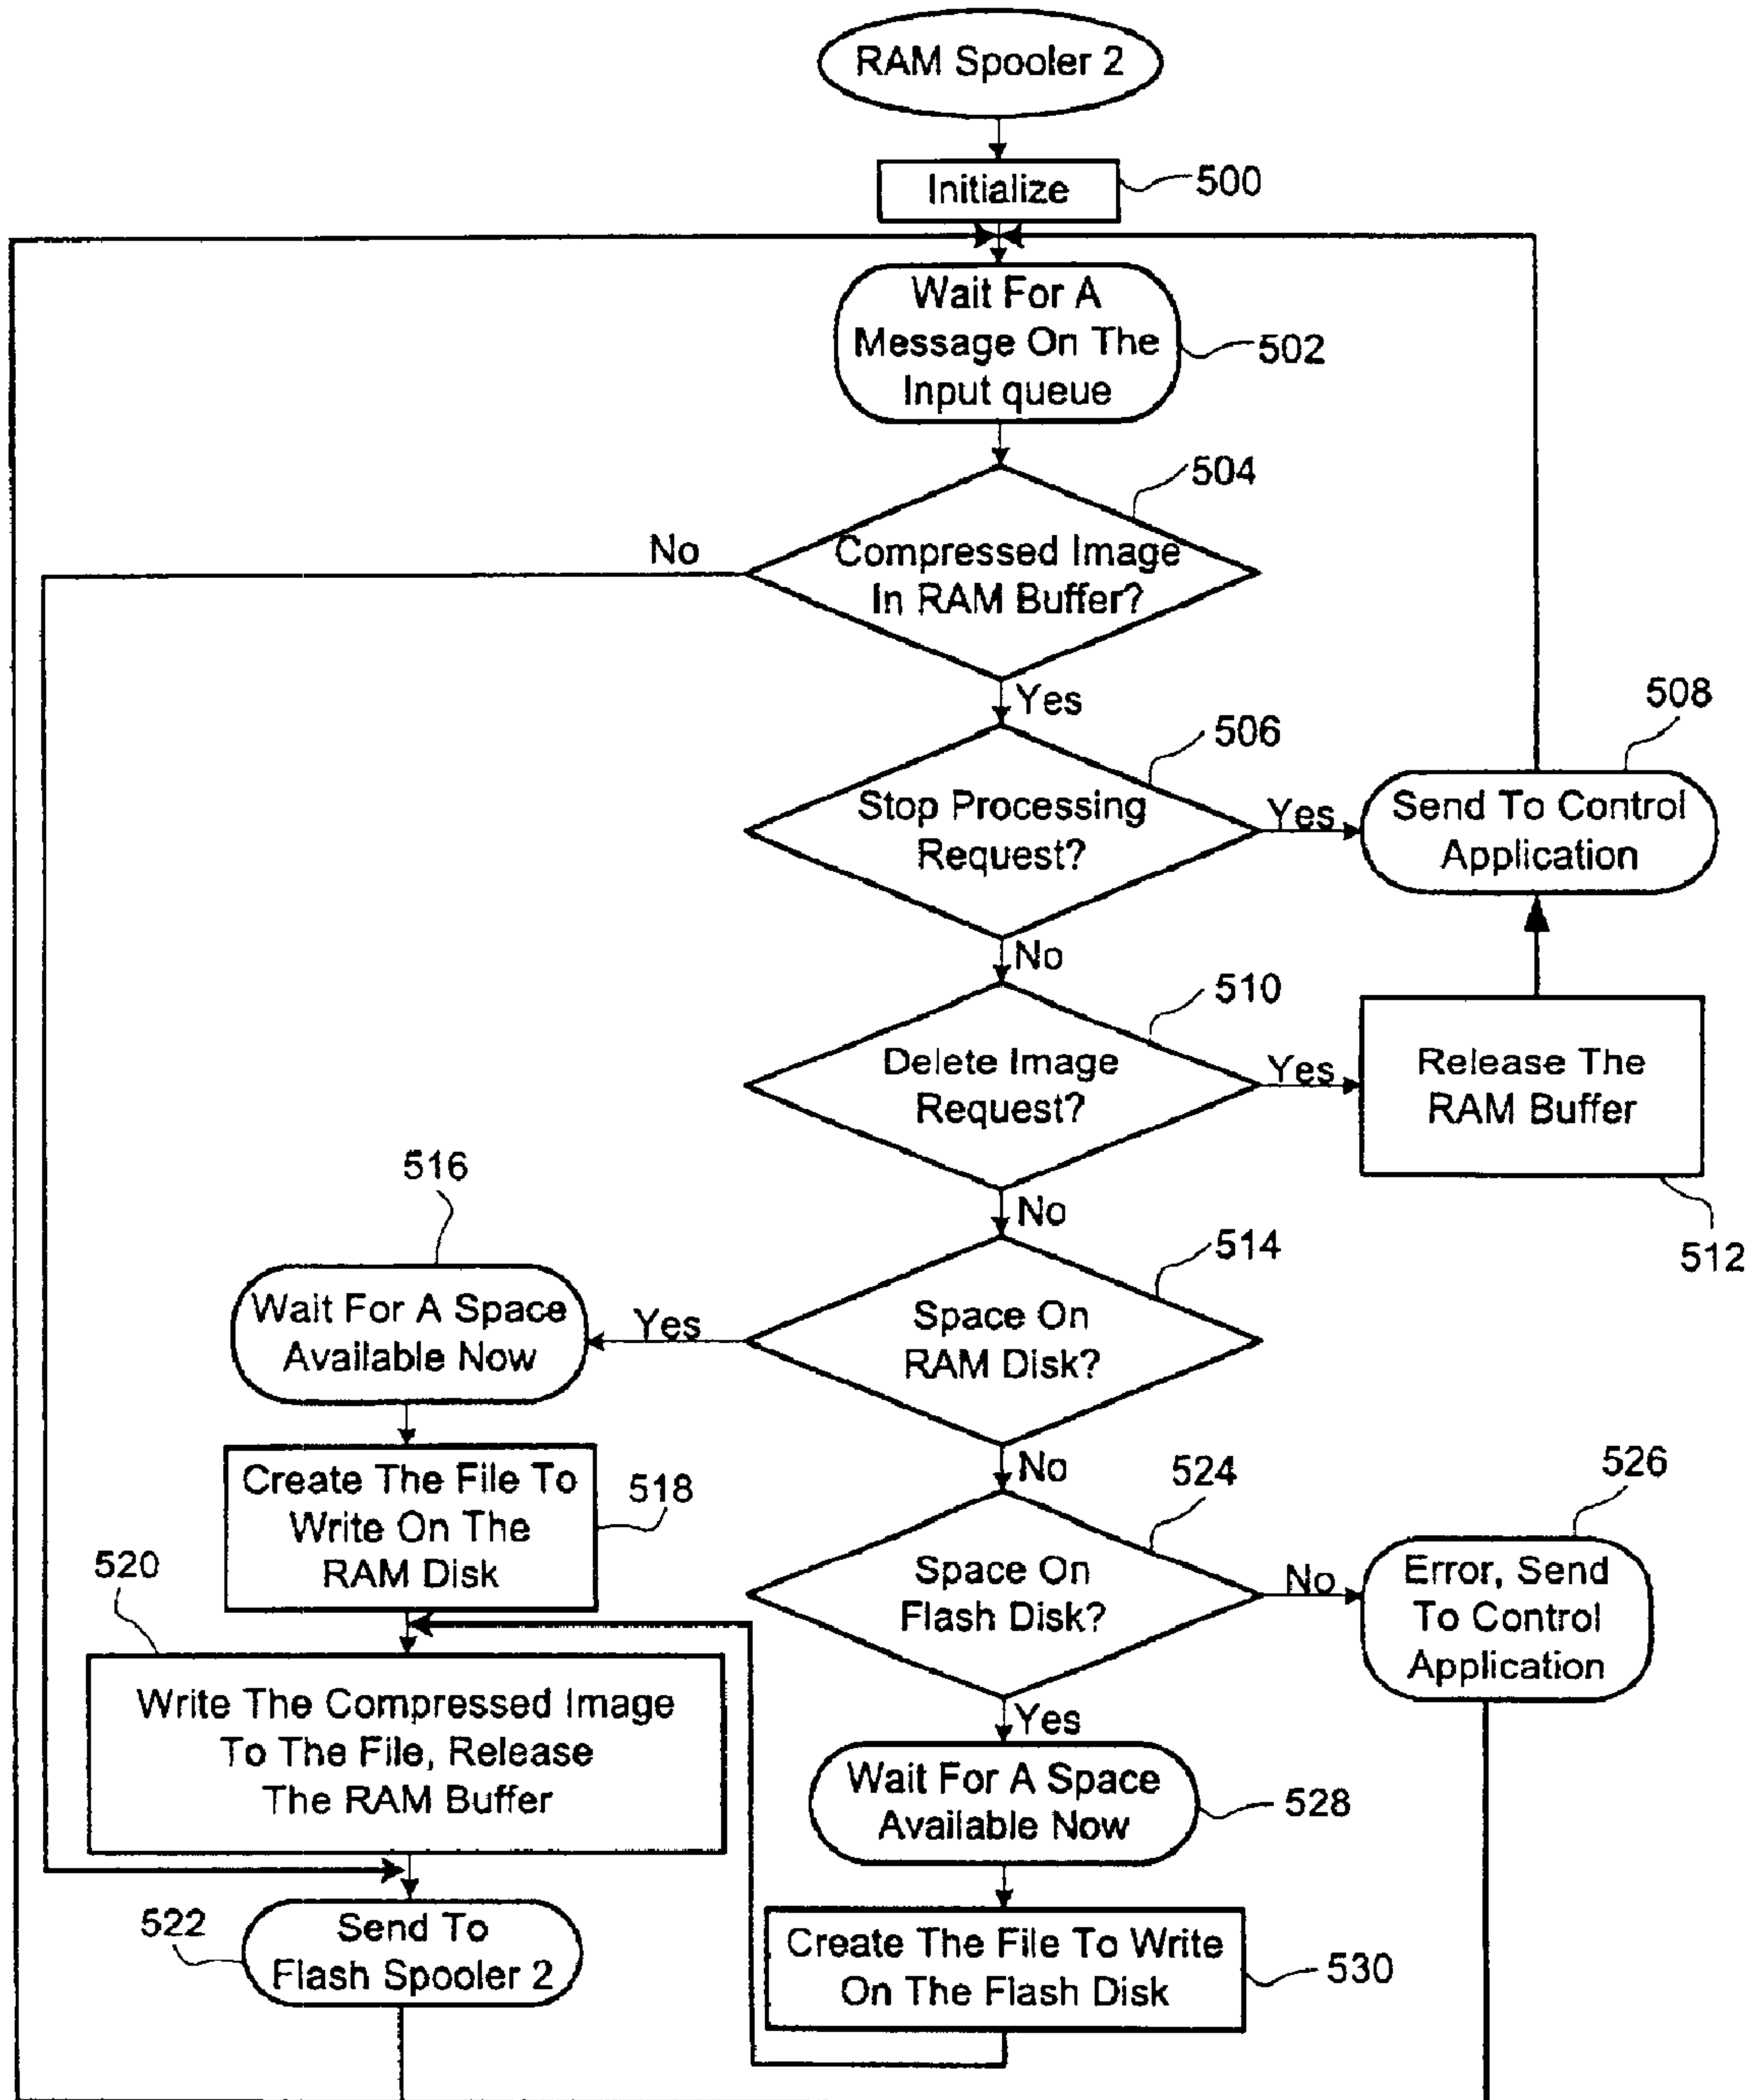 RAM Spooler 2
Initialize
500
Wait For A
Message On The
Input queue
502
504
No
Compressed Image
In RAM Buffer?
Yes
506
508
Stop Processing
Request?
Yes
Send To Control
Application
No
510
Delete Image
Request?
Yes
Release The
RAM Buffer
512
No
514
516
Space On
RAM Disk?
Yes
Wait For A Space
Available Now
No
524
526
Create The File To
Write On The
RAM Disk
518
Space On
Flash Disk?
No
Error, Send
To Control
Application
520
Write The Compressed Image
To The File, Release
The RAM Buffer
Yes
Wait For A Space
Available Now
528
522
Send To
Flash Spooler 2
Create The File To Write
On The Flash Disk
530